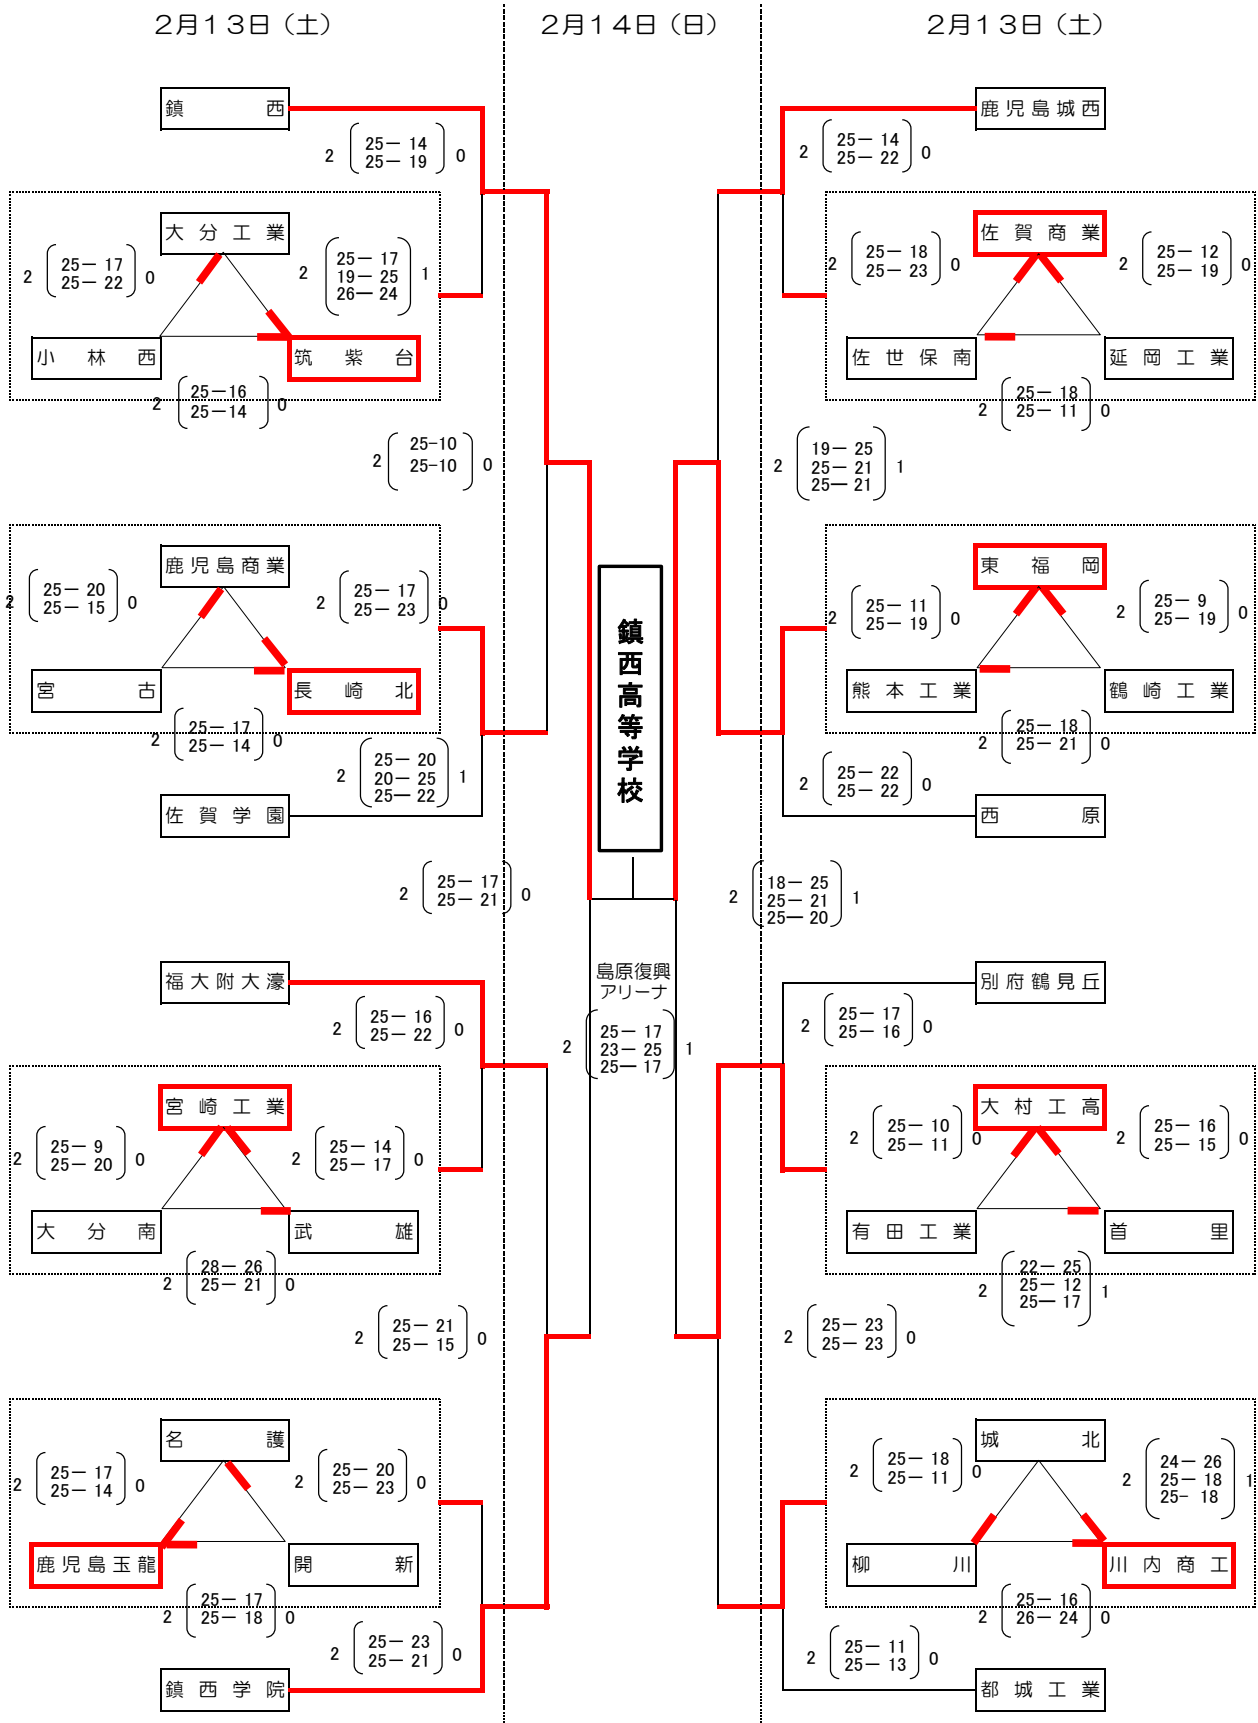 2月13日（土）
2月14日（日）
2月13日（土）
鎮西
2 25－14 0
25－19
鹿児島城西
2 25－14 0
25－22
大分工業
2 25－17 0
25－22
2 25－17 1
19－25
26－24
小林西
筑紫台
2 25－16 0
25－14
佐賀商業
2 25－18 0
25－23
2 25－12 0
25－19
佐世保南
延岡工業
2 25－18 0
25－11
2 25-10 0
25-10
2 19－25 1
25－21
25－21
鹿児島商業
2 25－20 0
25－15
2 25－17 0
25－23
宮古
長崎北
2 25－17 0
25－14
2 25－20 1
20－25
25－22
佐賀学園
東福岡
2 25－11 0
25－19
2 25－9 0
25－19
熊本工業
鶴崎工業
2 25－18 0
25－21
2 25－22 0
25－22
西原
鎮西高等学校
2 25－17 0
25－21
2 18－25 1
25－21
25－20
島原復興
アリーナ
2 25－17 1
23－25
25－17
福大附大濠
2 25－16 0
25－22
別府鶴見丘
2 25－17 0
25－16
宮崎工業
2 25－9 0
25－20
2 25－14 0
25－17
大分南
武雄
2 28－26 0
25－21
大村工高
2 25－10 0
25－11
2 25－16 0
25－15
有田工業
首里
2 22－25 1
25－12
25－17
2 25－21 0
25－15
2 25－23 0
25－23
名護
2 25－17 0
25－14
2 25－20 0
25－23
鹿児島玉龍
開新
2 25－17 0
25－18
2 25－23 0
25－21
鎮西学院
城北
2 25－18 0
25－11
2 24－26 1
25－18
25- 18
柳川
川内商工
2 25－16 0
26－24
2 25－11 0
25－13
都城工業